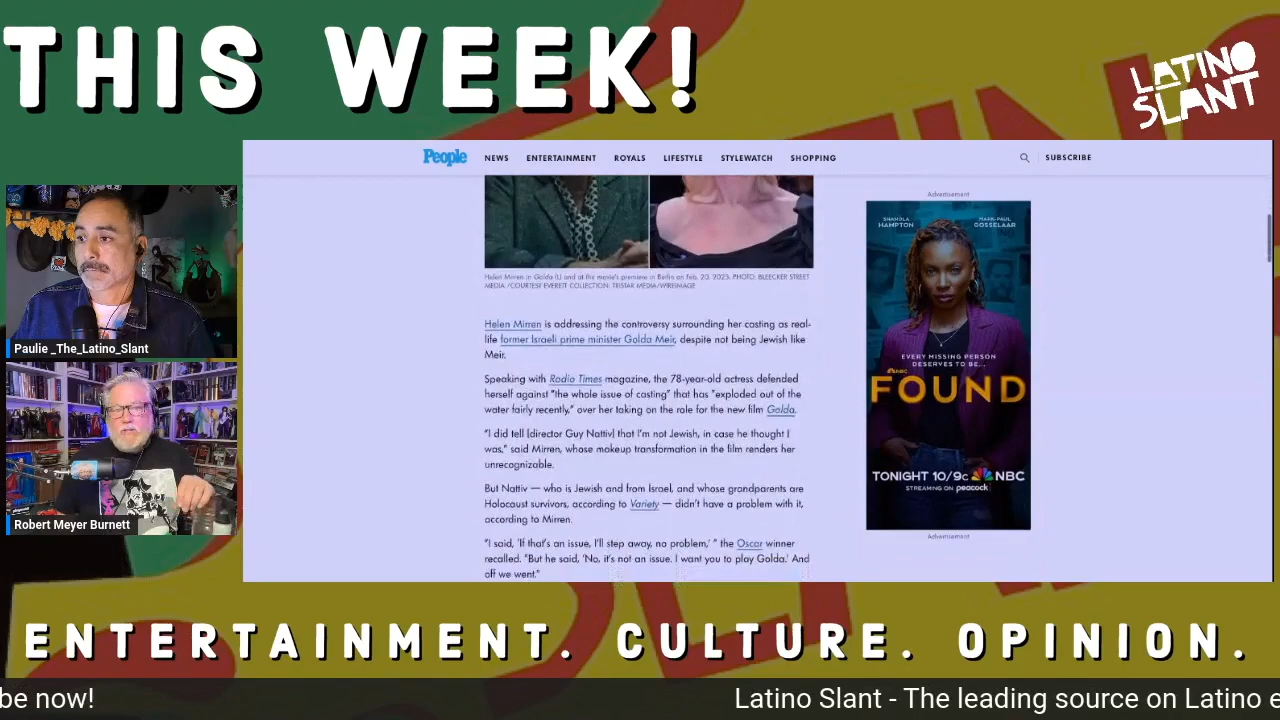 THIS WEEK!
LATINO
SLANT
People
NEWS ENTERTAINMENT ROYALS LIFESTYLE STYLEWATCH SHOPPING
SUBSCRIBE
Paulie _The_Latino_Slant
Robert Meyer Burnett
Helen Mirren in Golda (L) and at the movie's premiere in Berlin on Feb. 20, 2023. PHOTO: BLEECKER STREET
MEDIA /COURTESY EVERETT COLLECTION; TRISTAR MEDIA/WIREIMAGE
Helen Mirren is addressing the controversy surrounding her casting as real-
life former Israeli prime minister Golda Meir, despite not being Jewish like
Meir.
Speaking with Radio Times magazine, the 78-year-old actress defended
herself against "the whole issue of casting" that has "exploded out of the
water fairly recently," over her taking on the role for the new film Golda.
"I did tell [director Guy Nattiv] that I'm not Jewish, in case he thought I
was," said Mirren, whose makeup transformation in the film renders her
unrecognizable.
But Nattiv — who is Jewish and from Israel, and whose grandparents are
Holocaust survivors, according to Variety — didn't have a problem with it,
according to Mirren.
"I said, 'If that's an issue, I'll step away, no problem,' " the Oscar winner
recalled. "But he said, 'No, it's not an issue. I want you to play Golda.' And
off we went."
Advertisement
SHANOLA
HAMPTON
MARK-PAUL
GOSSELAAR
EVERY MISSING PERSON
DESERVES TO BE...
NBC
FOUND
TONIGHT 10/9c NBC
STREAMING ON peacock
Advertisement
ENTERTAINMENT. CULTURE. OPINION.
be now!
Latino Slant - The leading source on Latino e